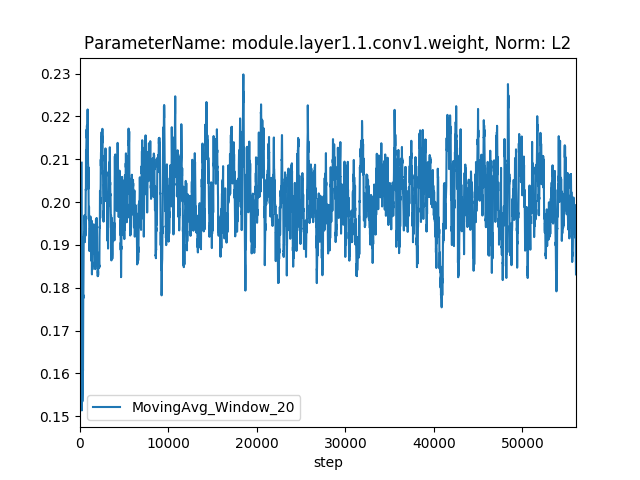 ParameterName: module.layer1.1.conv1.weight, Norm: L2
0.23
0.22
0.21
0.20
0.19
0.18
0.17
0.16
0.15
MovingAvg_Window_20
0 10000 20000 30000 40000 50000
step